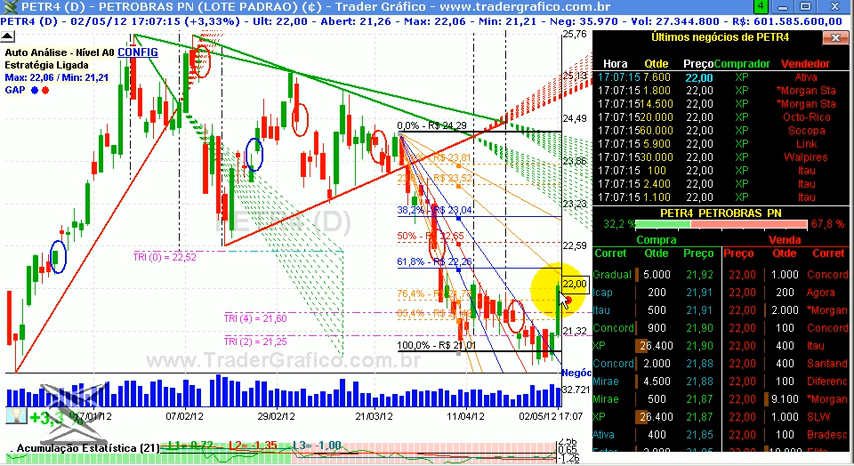 PETR4 (D) - PETROBRAS PN (LOTE PADRAO) (¢) - Trader Gráfico - www.tradergrafico.com.br
4
PETR4 (D) - 02/05/12 17:07:15 (+3,33%) - Ult: 22,00 - Abert: 21,26 - Max: 22,06 - Min: 21,21 - Neg: 35.970 - Vol: 27.344.800 - R$: 601.585.600,00
Auto Análise - Nível A0 CONFIG
Estratégia Ligada
Max: 22,06 / Min: 21,21
GAP
25,76
25,13
24,49
23,86
23,22
22,59
22,00
21,32
0,0% - R$ 24,29
38,2% - R$ 23,04
61,8% - R$ 22,26
100,0% - R$ 21,01
PETR4 (D)
TRI (0) = 22,52
TRI (4) = 21,60
TRI (2) = 21,25
www.TraderGrafico.com.br
Negóc
32.721
07/02/12 29/02/12 21/03/12 11/04/12 02/05/12 17:07
Acumulação Estatística (21) L1= 0,72 L2= -1,35 L3= -1,00
Últimos negócios de PETR4
Hora Qtde Preço Comprador Vendedor
17:07:15 7.600 22,00 XP Ativa
17:07:15 1.800 22,00 XP *Morgan Sta
17:07:15 14.500 22,00 XP *Morgan Sta
17:07:15 20.000 22,00 XP Octo-Rico
17:07:15 60.000 22,00 XP Socopa
17:07:15 5.900 22,00 XP Link
17:07:15 30.000 22,00 XP Walpires
17:07:15 100 22,00 XP Itau
17:07:15 2.400 22,00 XP Itau
17:07:15 1.100 22,00 XP Itau
PETR4 PETROBRAS PN
32,2% 67,8 %
Compra Venda
Corret Qtde Preço Preço Qtde Corret
Gradual 5.000 21,92 22,00 1.000 Concord
Icap 200 21,91 22,00 200 Agora
Itau 500 21,91 22,00 2.000 *Morgan
Concord 900 21,90 22,00 100 Itau
XP 26.400 21,89 22,00 400 Itau
Concord 2.000 21,88 22,00 400 Santand
Mirae 4.500 21,88 22,00 100 Diferenc
Mirae 500 21,87 22,00 9.100 *Morgan
XP 26.400 21,87 22,00 1.000 SLW
Ativa 400 21,85 22,00 200 Bradesc